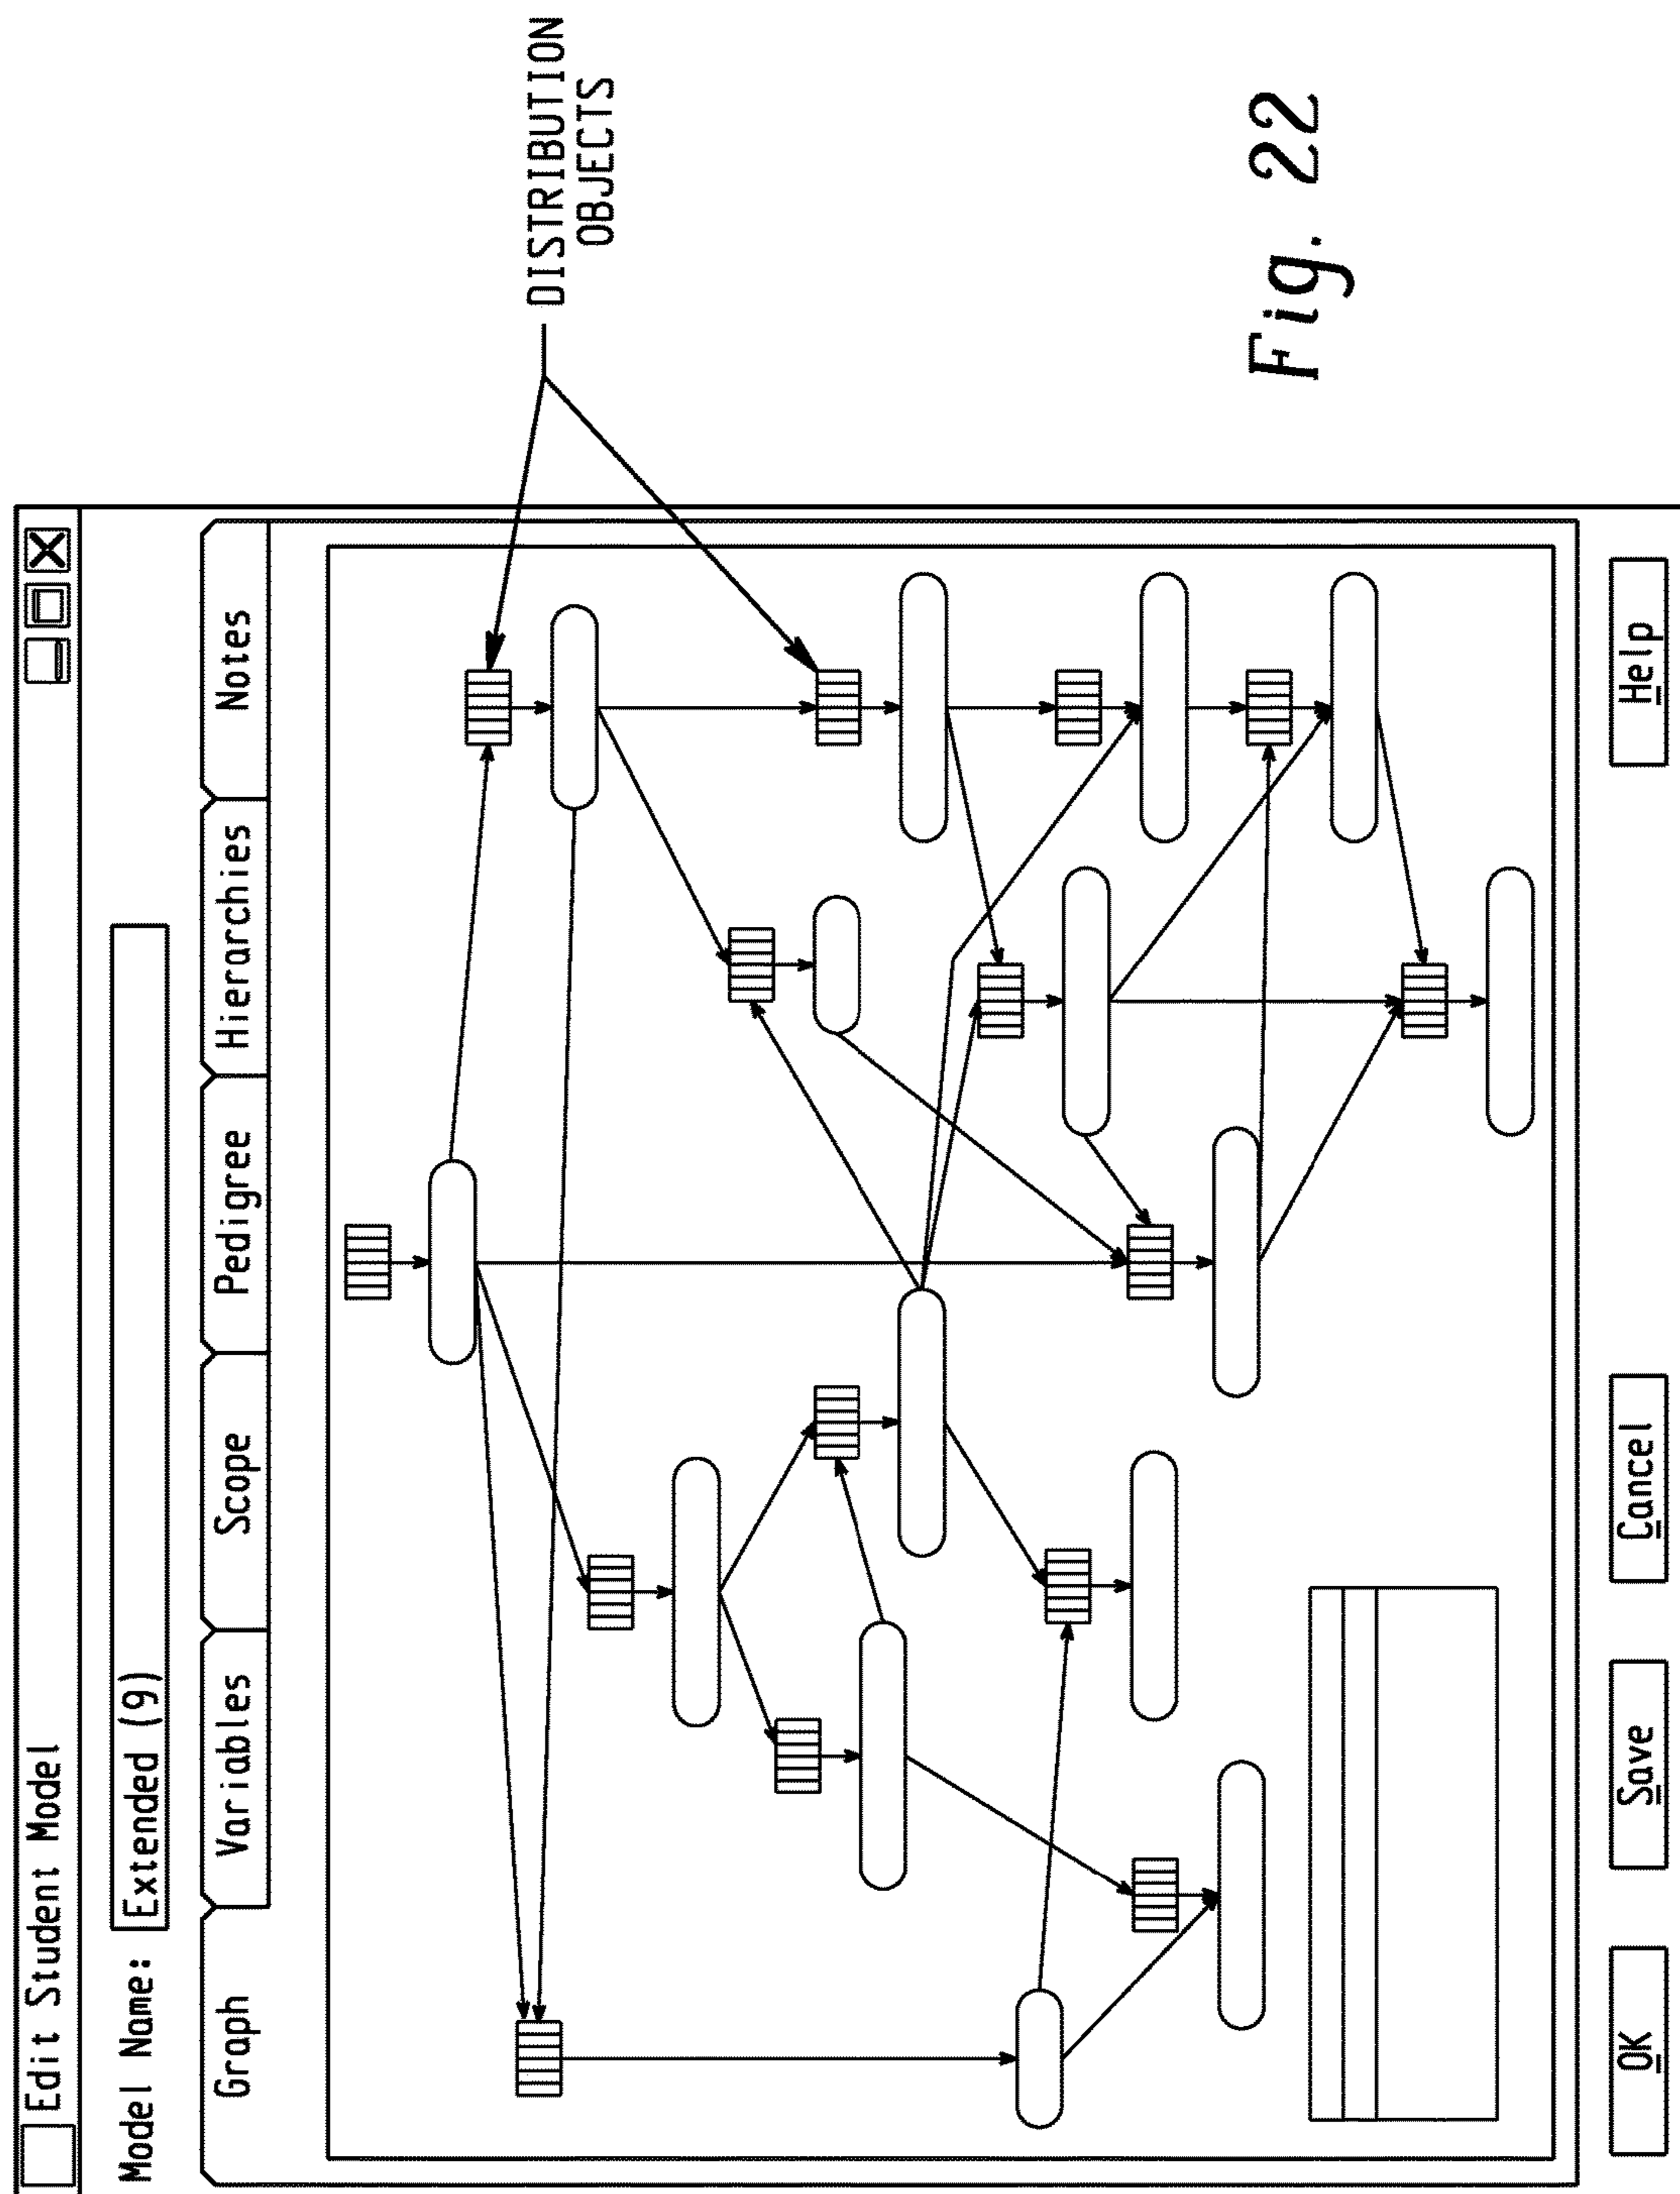 Edit Student Model
Model Name: Extended (9)
Graph Variables Scope Pedigree Hierarchies Notes
DISTRIBUTION
OBJECTS
OK Save Cancel Help
Fig. 22